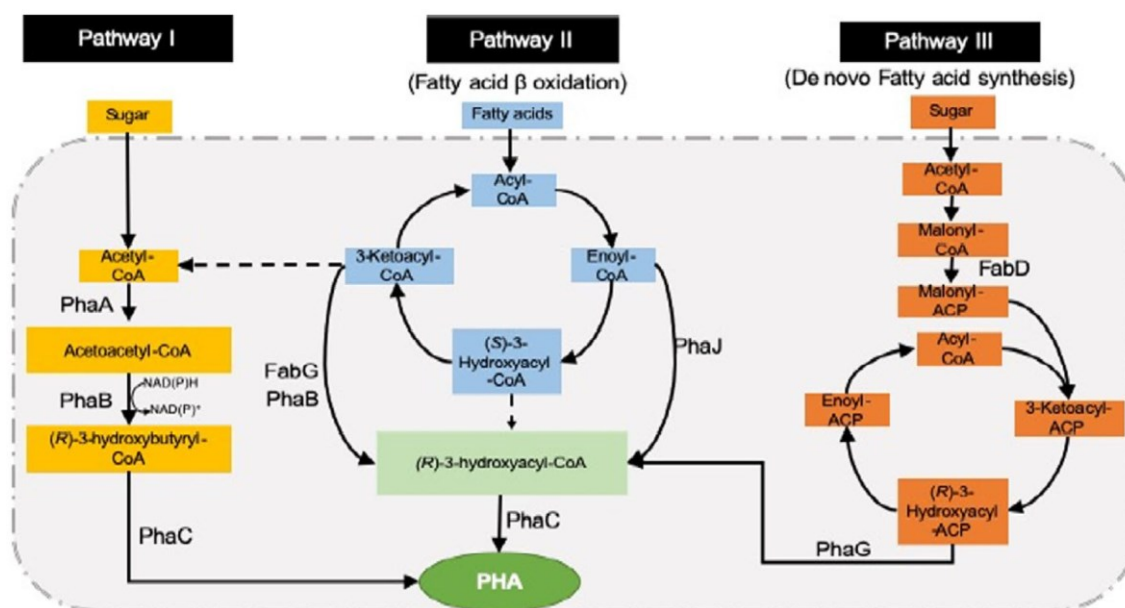 Pathway I
Sugar
Acetyl-
CoA
PhaA
Acetoacetyl-CoA
PhaB
NAD(P)H
NAD(P)⁺
(R)-3-hydroxybutyryl-
CoA
PhaC
Pathway II
(Fatty acid β oxidation)
Fatty acids
Acyl-
CoA
3-Ketoacyl-
CoA
Enoyl-
CoA
(S)-3-
Hydroxyacyl
-CoA
FabG
PhaB
PhaJ
(R)-3-hydroxyacyl-CoA
PhaC
PHA
Pathway III
(De novo Fatty acid synthesis)
Sugar
Acetyl-
CoA
Malonyl-
CoA
FabD
Malonyl-
ACP
Acyl-
CoA
Enoyl-
ACP
3-Ketoacyl-
ACP
(R)-3-
Hydroxyacyl
-ACP
PhaG